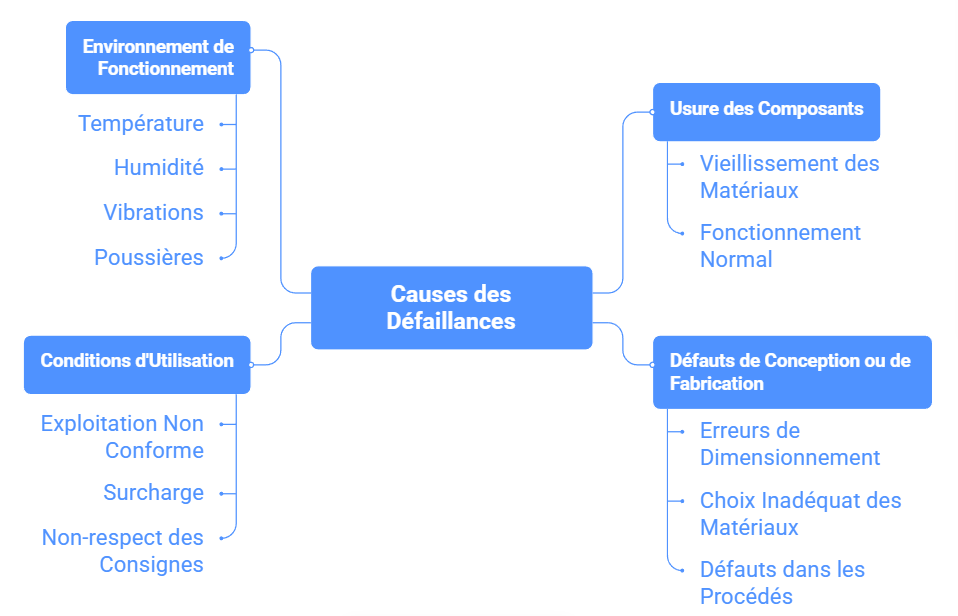 Environnement de
Fonctionnement
Température
Humidité
Vibrations
Poussières
Usure des Composants
Vieillissement des
Matériaux
Fonctionnement
Normal
Causes des
Défaillances
Conditions d'Utilisation
Exploitation Non
Conforme
Surcharge
Non-respect des
Consignes
Défauts de Conception ou de
Fabrication
Erreurs de
Dimensionnement
Choix Inadéquat des
Matériaux
Défauts dans les
Procédés